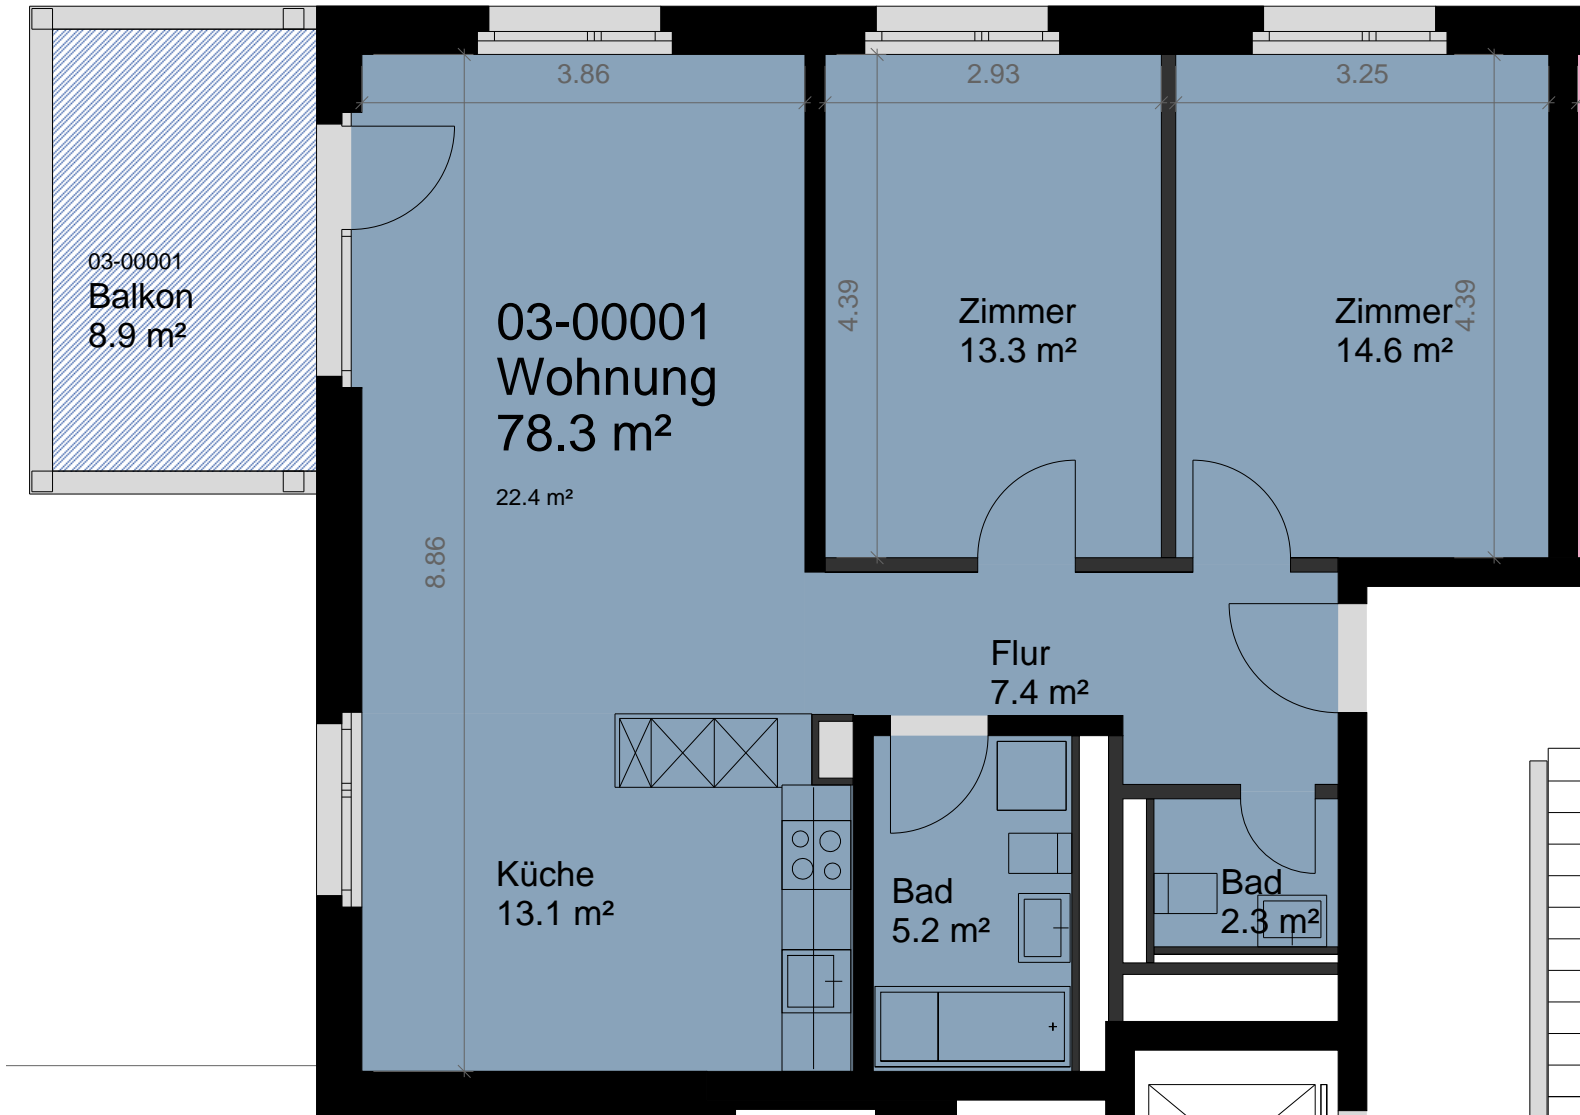 3.86
2.93
3.25
03-00001
Balkon
8.9 m²
03-00001
Wohnung
78.3 m²
22.4 m²
4.39
Zimmer
13.3 m²
Zimmer
14.6 m²
4.39
8.86
Flur
7.4 m²
Küche
13.1 m²
Bad
5.2 m²
Bad
2.3 m²